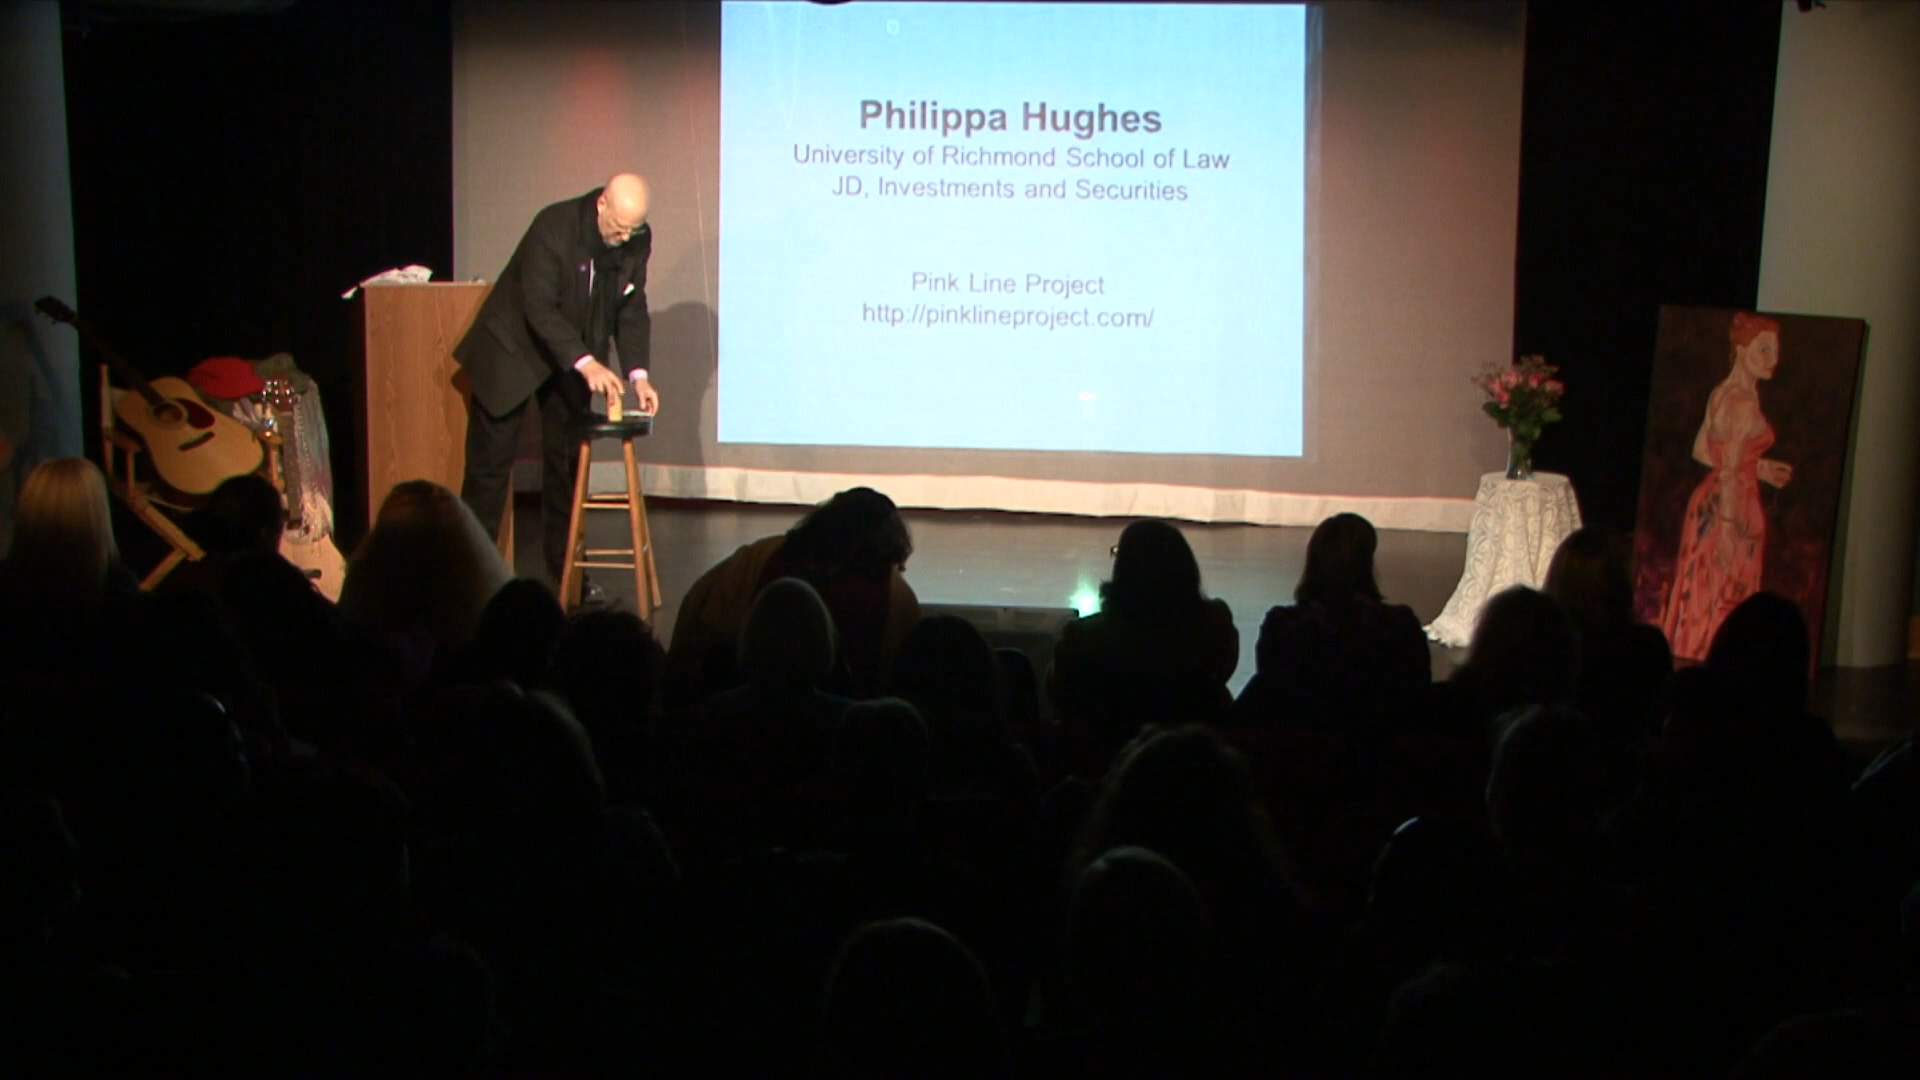 Philippa Hughes
University of Richmond School of Law
JD, Investments and Securities
Pink Line Project
http://pinklineproject.com/